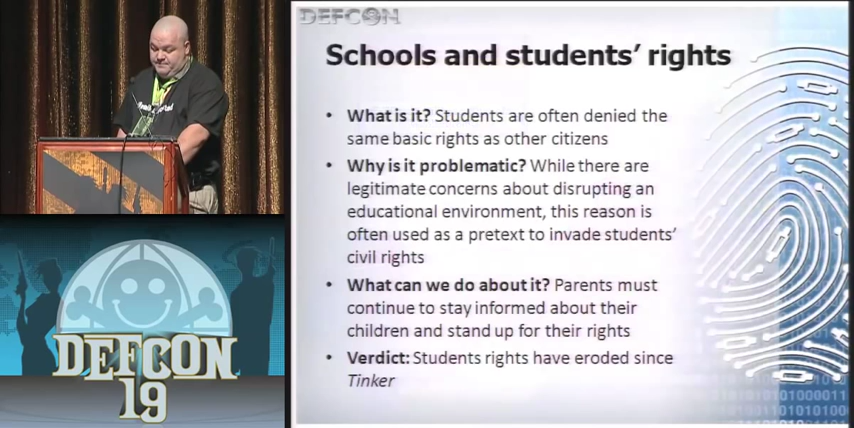 DEFCON
Schools and students' rights
• What is it? Students are often denied the
same basic rights as other citizens
• Why is it problematic? While there are
legitimate concerns about disrupting an
educational environment, this reason is
often used as a pretext to invade students'
civil rights
• What can we do about it? Parents must
continue to stay informed about their
children and stand up for their rights
• Verdict: Students rights have eroded since
Tinker
DEFCON
19